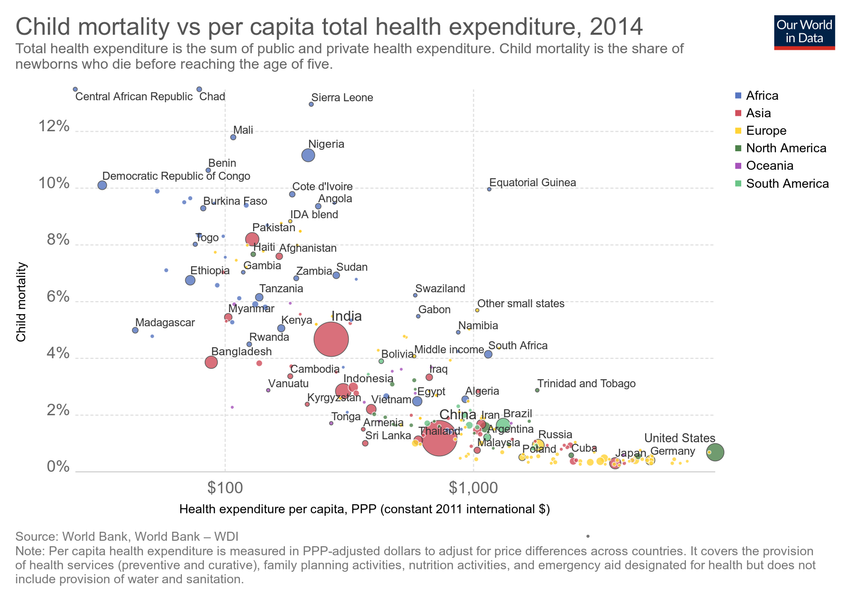 Child mortality vs per capita total health expenditure, 2014
Our World
in Data
Total health expenditure is the sum of public and private health expenditure. Child mortality is the share of
newborns who die before reaching the age of five.
Central African Republic
Chad
Sierra Leone
Africa
Asia
Europe
North America
Oceania
South America
12%
Mali
Nigeria
Benin
Democratic Republic of Congo
10%
Equatorial Guinea
Cote d'Ivoire
Burkina Faso
Angola
IDA blend
Pakistan
8%
Togo
Haiti
Afghanistan
Ethiopia
Gambia
Zambia
Sudan
Tanzania
Swaziland
6%
Other small states
Myanmar
Gabon
Madagascar
Kenya
India
Namibia
Rwanda
South Africa
4%
Bangladesh
Bolivia
Middle income
Cambodia
Indonesia
Iraq
Vanuatu
Trinidad and Tobago
Kyrgyzstan
Vietnam
Egypt
Algeria
2%
Tonga
Armenia
China
Iran
Brazil
Sri Lanka
Thailand
Argentina
Malaysia
Russia
United States
Poland
Cuba
Japan
Germany
0%
$100
$1,000
Child mortality
Health expenditure per capita, PPP (constant 2011 international $)
Source: World Bank, World Bank – WDI
Note: Per capita health expenditure is measured in PPP-adjusted dollars to adjust for price differences across countries. It covers the provision
of health services (preventive and curative), family planning activities, nutrition activities, and emergency aid designated for health but does not
include provision of water and sanitation.